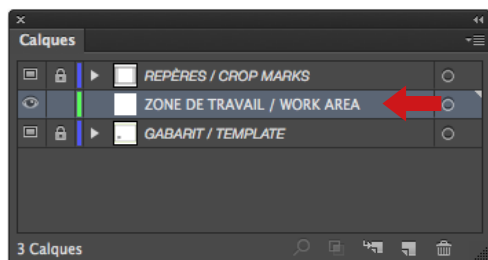 Calques
REPÈRES / CROP MARKS
ZONE DE TRAVAIL / WORK AREA
GABARIT / TEMPLATE
3 Calques